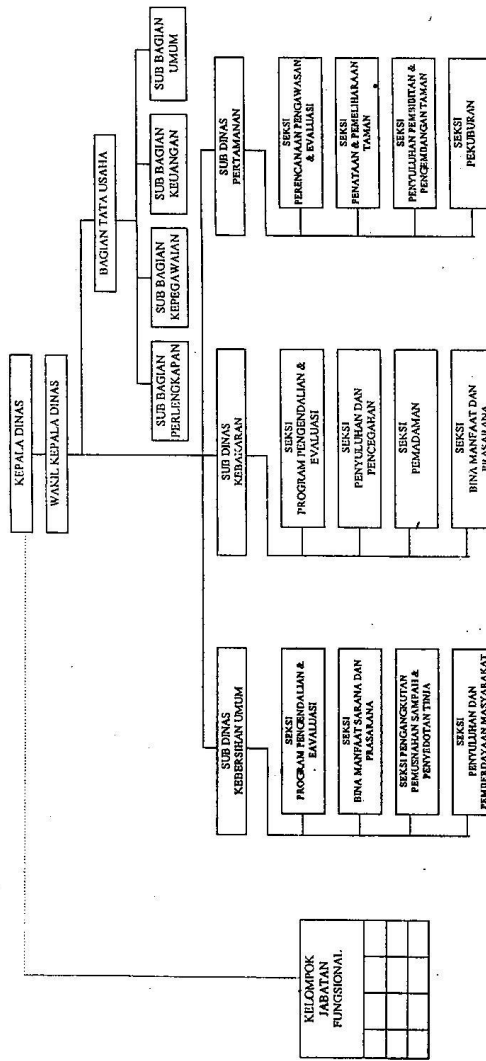 KEPALA DINAS
WAKIL KEPALA DINAS
BAGIAN TATA USAHA
SUB BAGIAN
PERLENGKAPAN
SUB BAGIAN
KEPEGAWAIAN
SUB BAGIAN
KEUANGAN
SUB BAGIAN
UMUM
KELOMPOK
JABATAN
FUNGSIONAL
SUB DINAS
KEBERSIHAN UMUM
SEKSI
PROGRAM PENGENDALIAN &
EAVALUASI
SEKSI
BINA MANFAAT SARANA DAN
PRASARANA
SEKSI PENGANGKUTAN
PEMUSNAHAN SAMPAH &
PENYEDOTAN TINJA
SEKSI
PENYULUHAN DAN
PEMBERDAYAAN MASYARAKAT
SUB DINAS
KEBAKARAN
SEKSI
PROGRAM PENGENDALIAN &
EVALUASI
SEKSI
PENYULUHAN DAN
PENCEGAHAN
SEKSI
PEMADAMAN
SEKSI
BINA MANFAAT DAN
PRASARANA
SUB DINAS
PERTAMANAN
SEKSI
PERENCANAAN PENGAWASAN
& EVALUASI
SEKSI
PENATAAN & PEMELIHARAAN
TAMAN
SEKSI
PENYULUHAN PEMBIBITAN &
PENGEMBANGAN TAMAN
SEKSI
PEKUBURAN